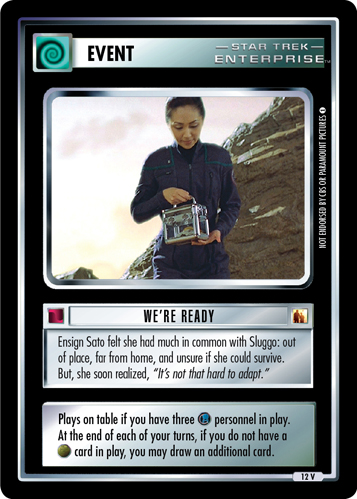 EVENT
STAR TREK
ENTERPRISE™
NOT ENDORSED BY CBS OR PARAMOUNT PICTURES
WE'RE READY
Ensign Sato felt she had much in common with Sluggo: out
of place, far from home, and unsure if she could survive.
But, she soon realized, "It's not that hard to adapt."
Plays on table if you have three personnel in play.
At the end of each of your turns, if you do not have a
card in play, you may draw an additional card.
12 V